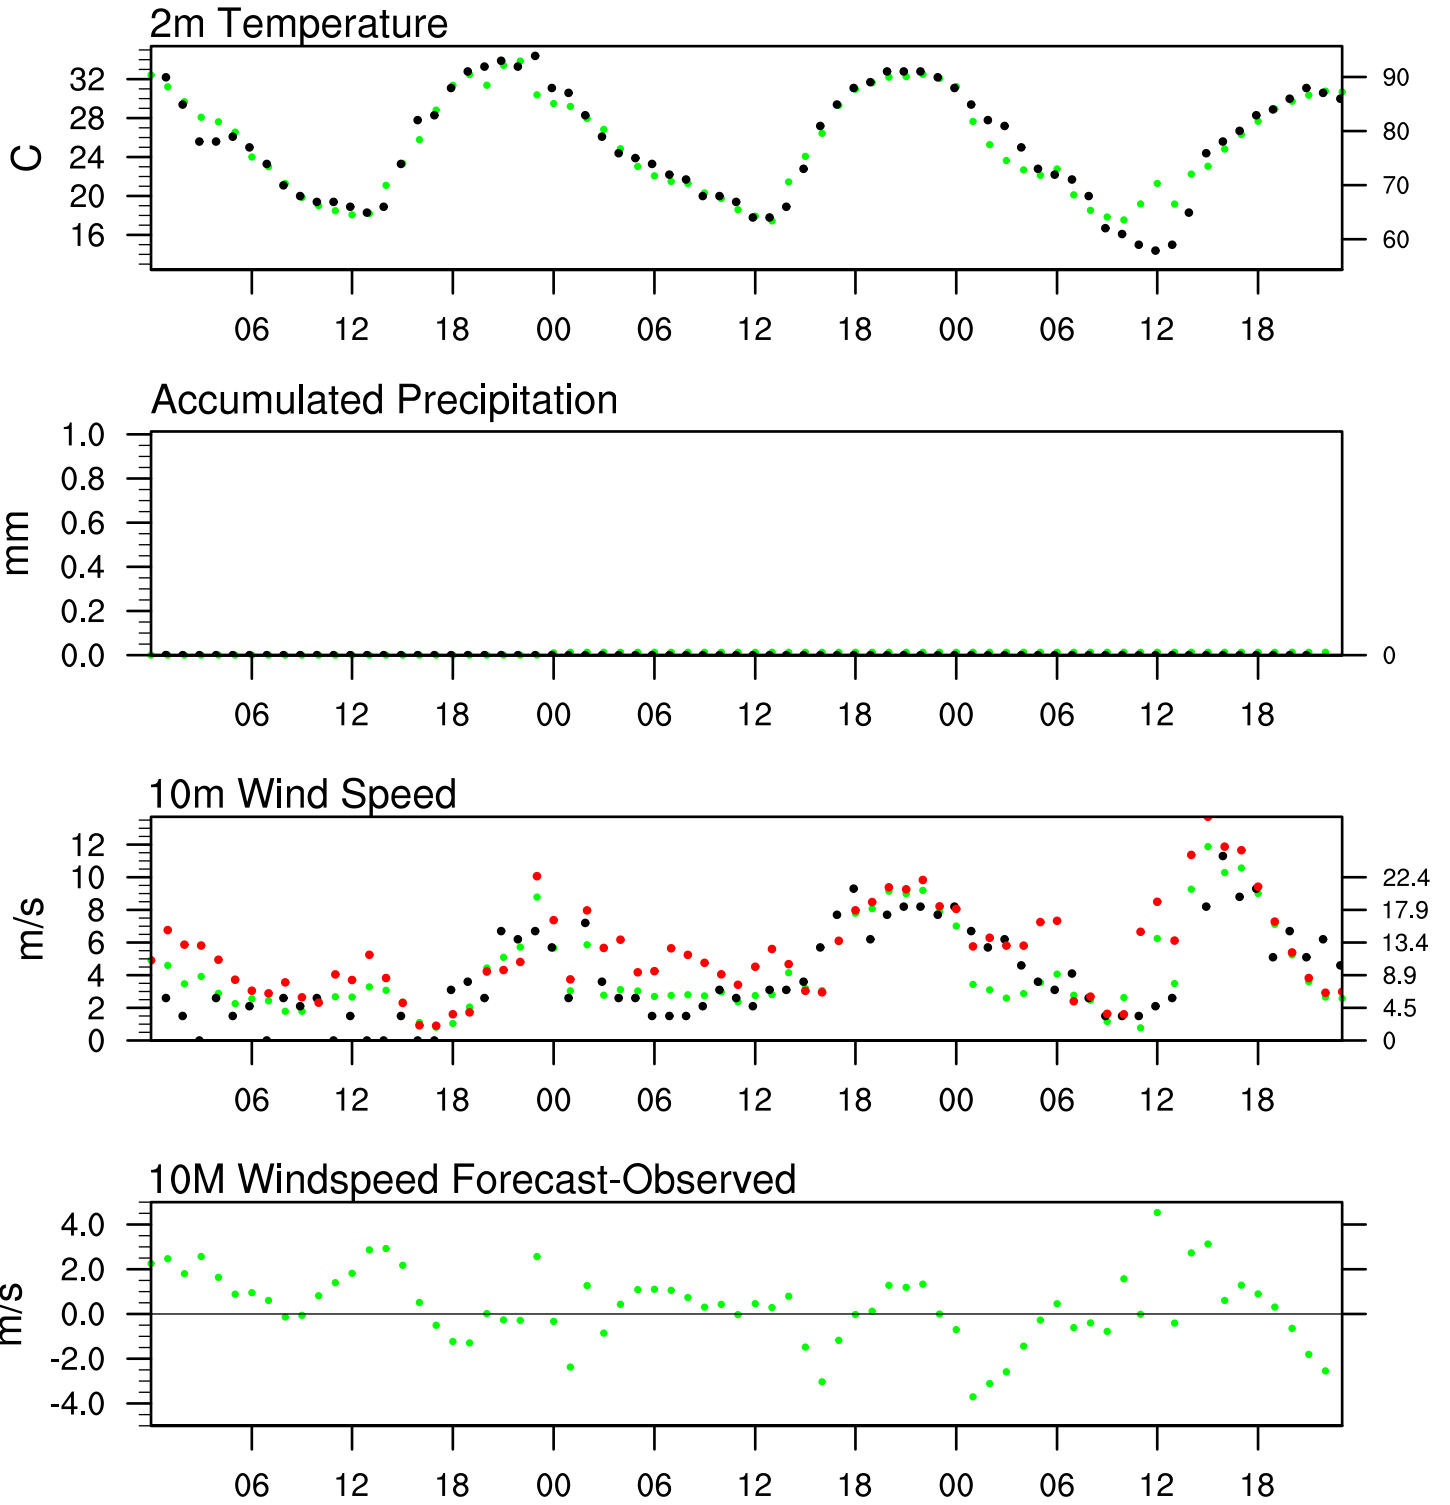 2m Temperature
C
32
28
24
20
16
90
80
70
60
06 12 18 00 06 12 18 00 06 12 18
Accumulated Precipitation
mm
1.0
0.8
0.6
0.4
0.2
0.0
0
06 12 18 00 06 12 18 00 06 12 18
10m Wind Speed
m/s
12
10
8
6
4
2
0
22.4
17.9
13.4
8.9
4.5
0
06 12 18 00 06 12 18 00 06 12 18
10M Windspeed Forecast-Observed
m/s
4.0
2.0
0.0
-2.0
-4.0
06 12 18 00 06 12 18 00 06 12 18